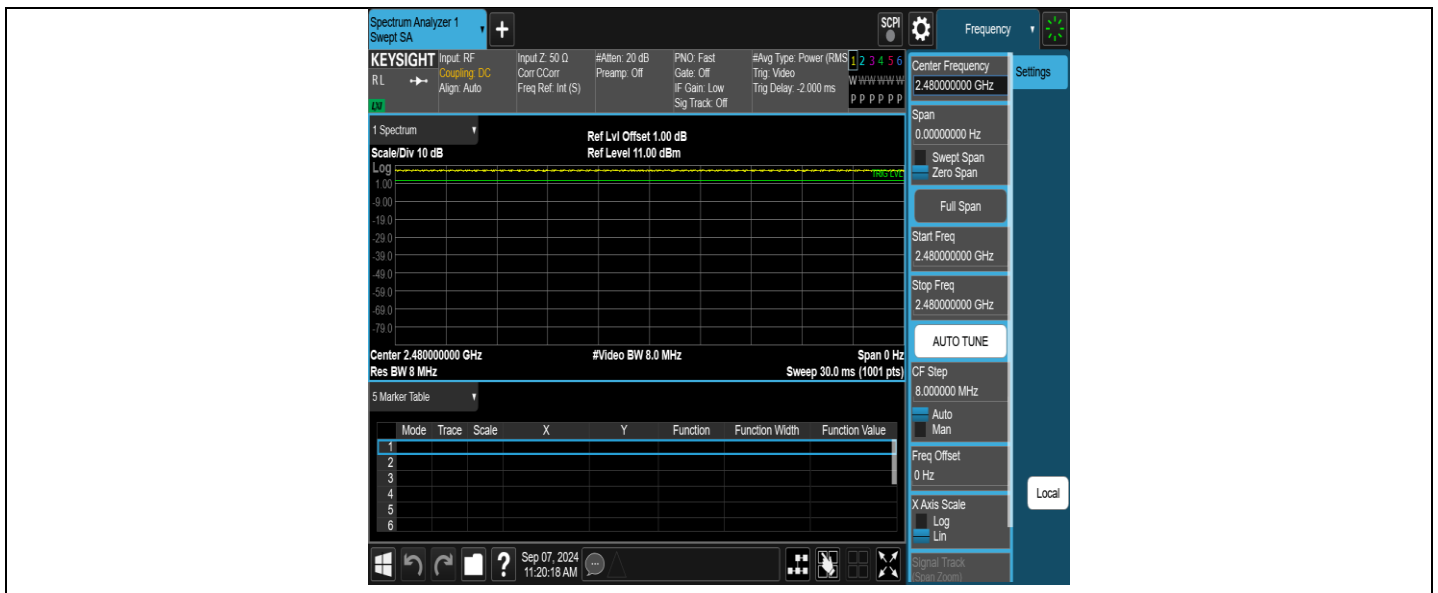 Spectrum Analyzer 1
Swept SA
+
SCPI
Frequency
KEYSIGHT
RL
LXI
Input: RF
Coupling: DC
Align: Auto
Input Z: 50 Ω
Corr CCorr
Freq Ref: Int (S)
#Atten: 20 dB
Preamp: Off
PNO: Fast
Gate: Off
IF Gain: Low
Sig Track: Off
#Avg Type: Power (RMS
Trig: Video
Trig Delay: -2.000 ms
1 2 3 4 5 6
W W W W W W
P P P P P P
1 Spectrum
Scale/Div 10 dB
Ref Lvl Offset 1.00 dB
Ref Level 11.00 dBm
Log
TRIG LVL
1.00
-9.00
-19.0
-29.0
-39.0
-49.0
-59.0
-69.0
-79.0
Center 2.480000000 GHz
#Video BW 8.0 MHz
Span 0 Hz
Res BW 8 MHz
Sweep 30.0 ms (1001 pts)
5 Marker Table
Mode Trace Scale X Y Function Function Width Function Value
1
2
3
4
5
6
?
Sep 07, 2024
11:20:18 AM
Center Frequency
2.480000000 GHz
Settings
Span
0.00000000 Hz
Swept Span
Zero Span
Full Span
Start Freq
2.480000000 GHz
Stop Freq
2.480000000 GHz
AUTO TUNE
CF Step
8.000000 MHz
Auto
Man
Freq Offset
0 Hz
X Axis Scale
Log
Lin
Signal Track
(Span Zoom)
Local